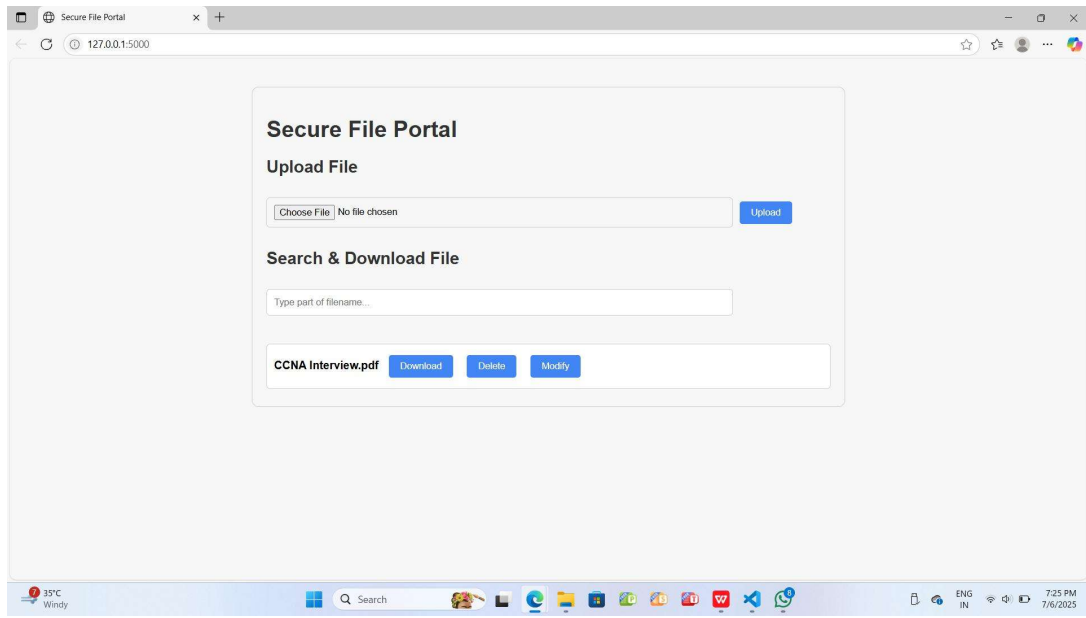 Secure File Portal
127.0.0.1:5000
Secure File Portal
Upload File
Choose File No file chosen
Upload
Search & Download File
Type part of filename...
CCNA Interview.pdf Download Delete Modify
7
35°C
Windy
Search
8
ENG
IN
7:25 PM
7/6/2025